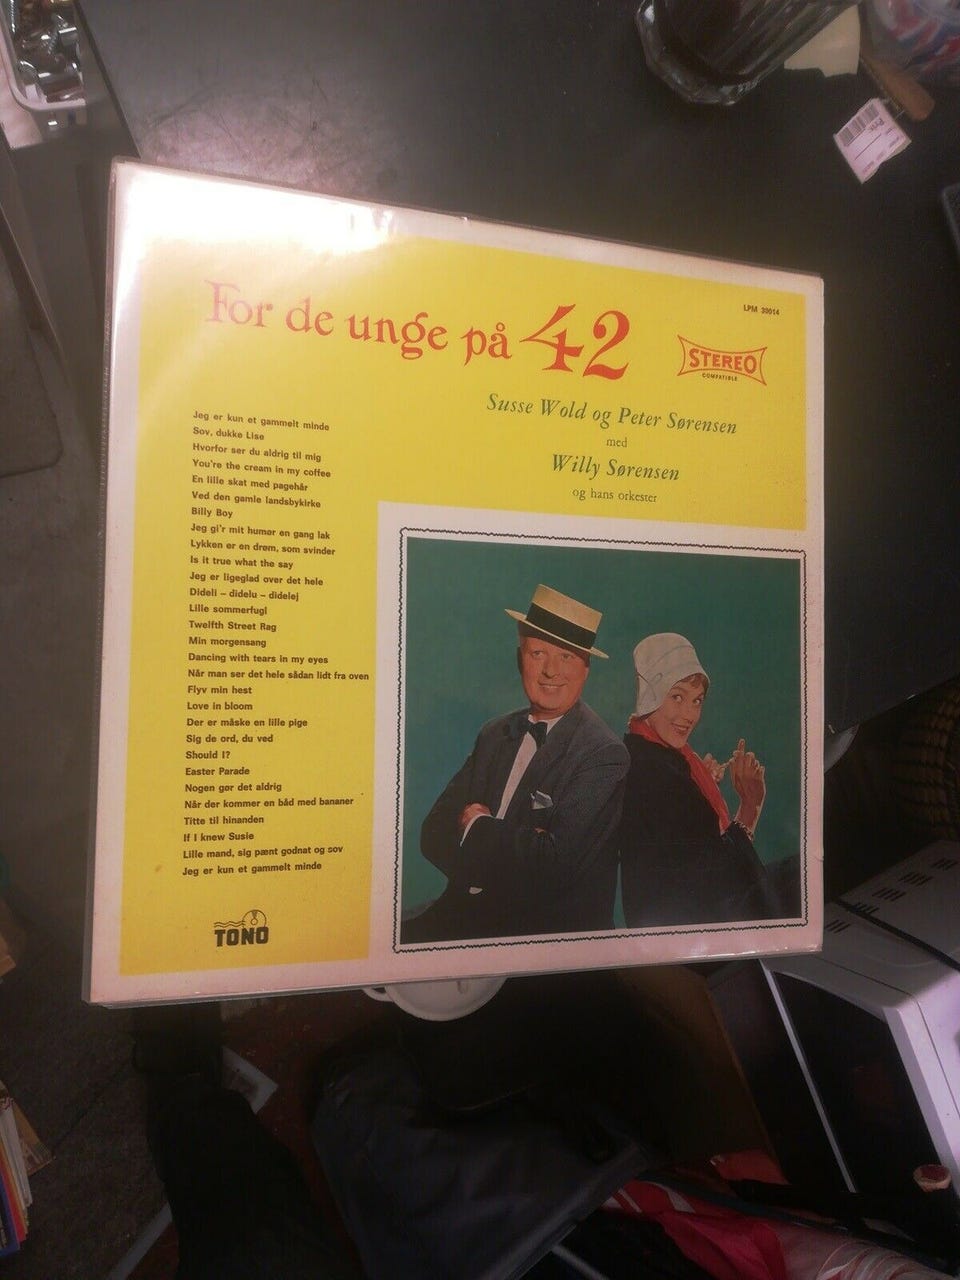 For de unge på 42
LPM 30014
STEREO
COMPATIBLE
Susse Wold og Peter Sørensen
med
Willy Sørensen
og hans orkester
Jeg er kun et gammelt minde
Sov, dukke Lise
Hvorfor ser du aldrig til mig
You're the cream in my coffee
En lille skat med pagehår
Ved den gamle landsbykirke
Billy Boy
Jeg gi'r mit humør en gang lak
Lykken er en drøm, som svinder
Is it true what the say
Jeg er ligeglad over det hele
Dideli – didelu – didelej
Lille sommerfugl
Twelfth Street Rag
Min morgensang
Dancing with tears in my eyes
Når man ser det hele sådan lidt fra oven
Flyv min hest
Love in bloom
Der er måske en lille pige
Sig de ord, du ved
Should I?
Easter Parade
Nogen gør det aldrig
Når der kommer en båd med bananer
Titte til hinanden
If I knew Susie
Lille mand, sig pænt godnat og sov
Jeg er kun et gammelt minde
TONO